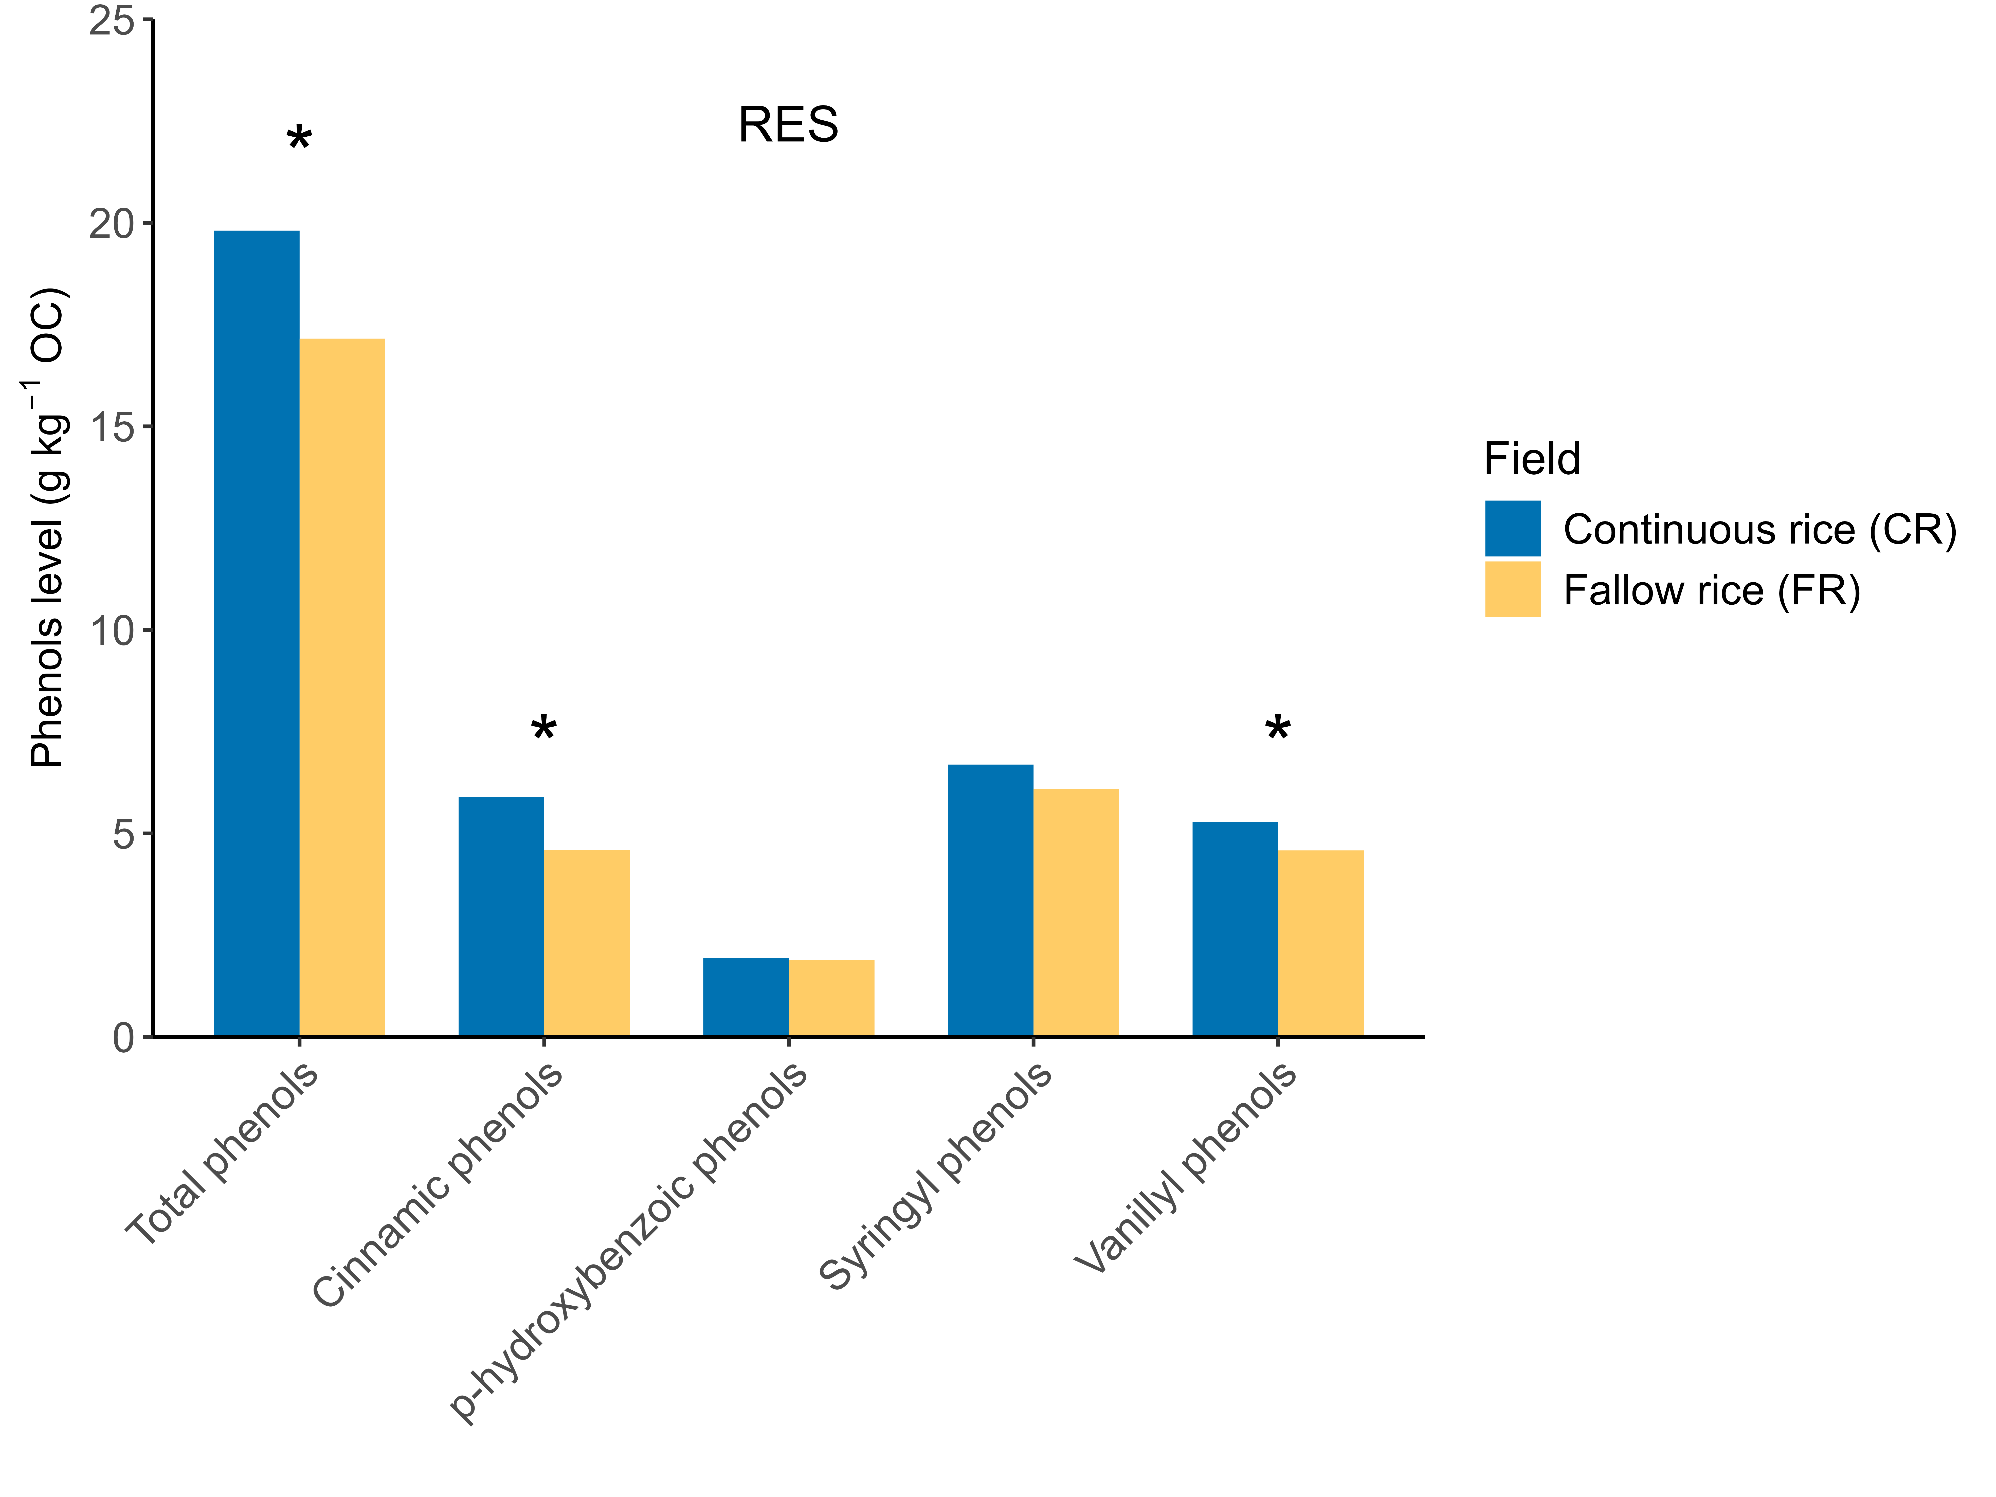 RES
*
*
*
Phenols level (g kg⁻¹ OC)
25
20
15
10
5
0
Total phenols
Cinnamic phenols
p-hydroxybenzoic phenols
Syringyl phenols
Vanillyl phenols
Field
Continuous rice (CR)
Fallow rice (FR)